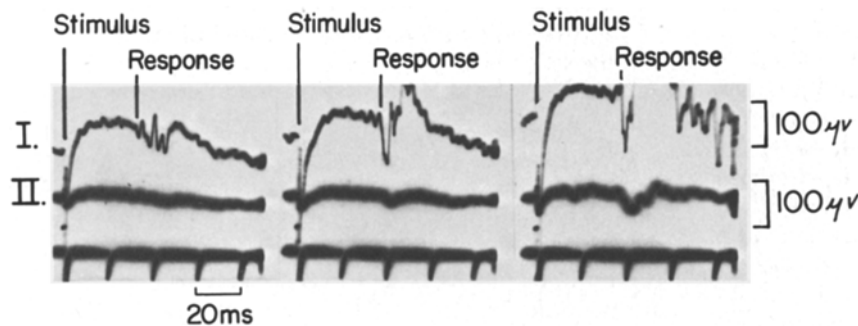 Stimulus Stimulus Stimulus
Response Response Response
I.
100 μv
II.
100 μv
20ms